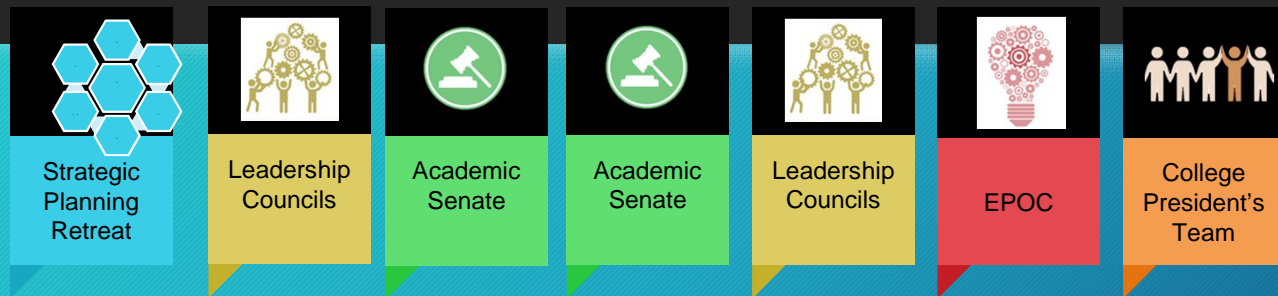 Strategic
Planning
Retreat
Leadership
Councils
Academic
Senate
Academic
Senate
Leadership
Councils
EPOC
College
President's
Team